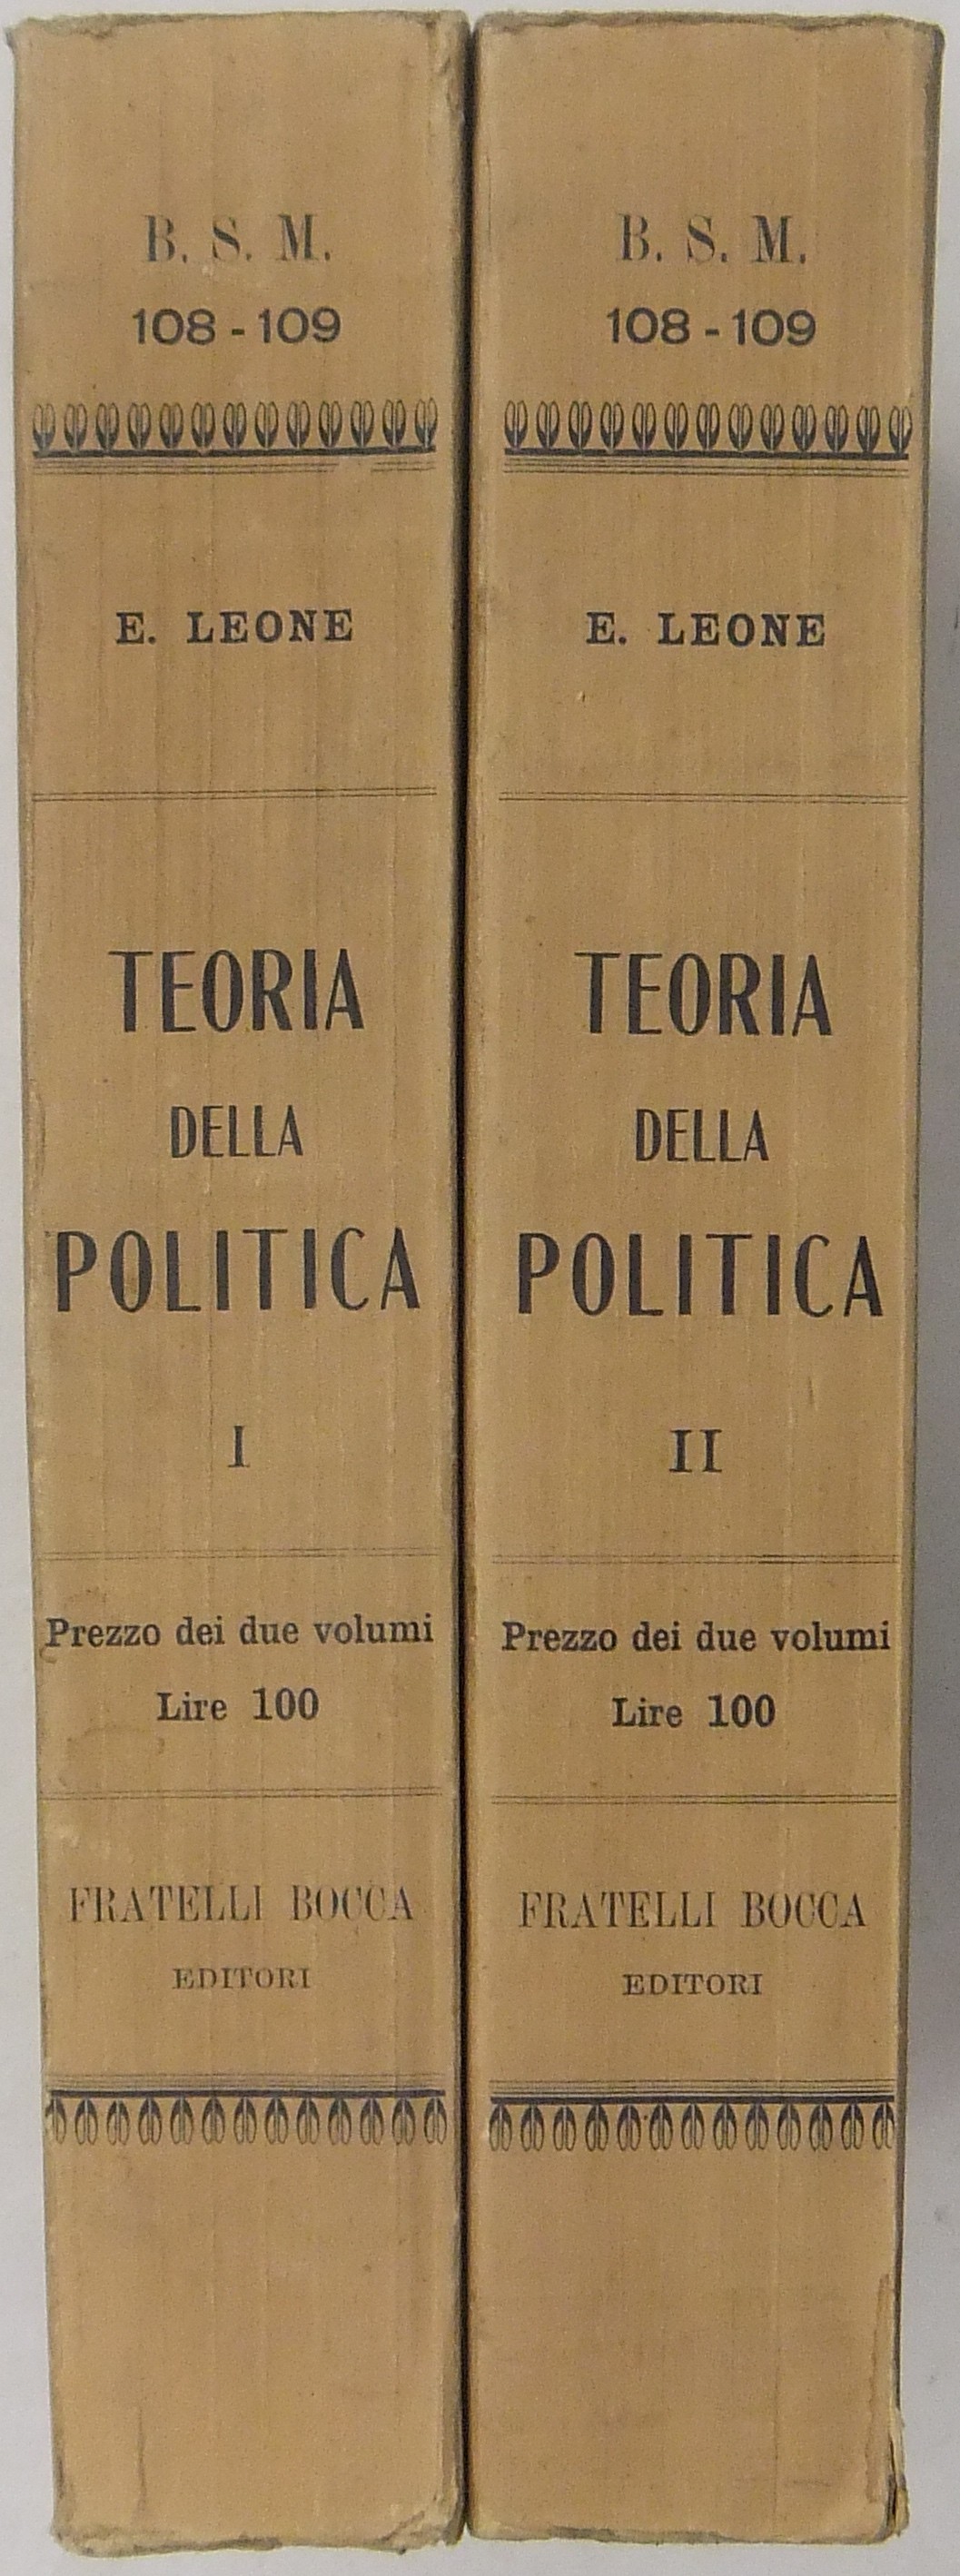 B. S. M.
108 - 109
E. LEONE
TEORIA
DELLA
POLITICA
I
Prezzo dei due volumi
Lire 100
FRATELLI BOCCA
EDITORI
B. S. M.
108 - 109
E. LEONE
TEORIA
DELLA
POLITICA
II
Prezzo dei due volumi
Lire 100
FRATELLI BOCCA
EDITORI